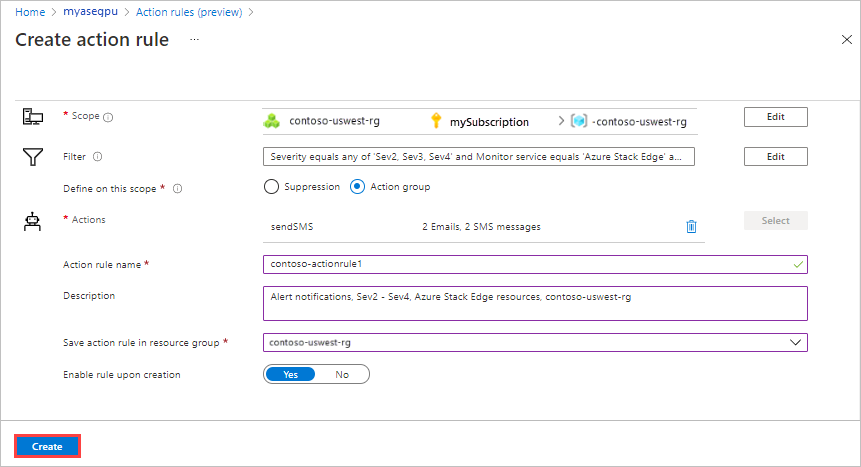 Home > myaseqpu > Action rules (preview) >
Create action rule ...
* Scope contoso-uswest-rg mySubscription > -contoso-uswest-rg Edit
Filter Severity equals any of 'Sev2, Sev3, Sev4' and Monitor service equals 'Azure Stack Edge' a... Edit
Define on this scope * Suppression Action group
* Actions sendSMS 2 Emails, 2 SMS messages Select
Action rule name * contoso-actionrule1
Description Alert notifications, Sev2 - Sev4, Azure Stack Edge resources, contoso-uswest-rg
Save action rule in resource group * contoso-uswest-rg
Enable rule upon creation Yes No
Create